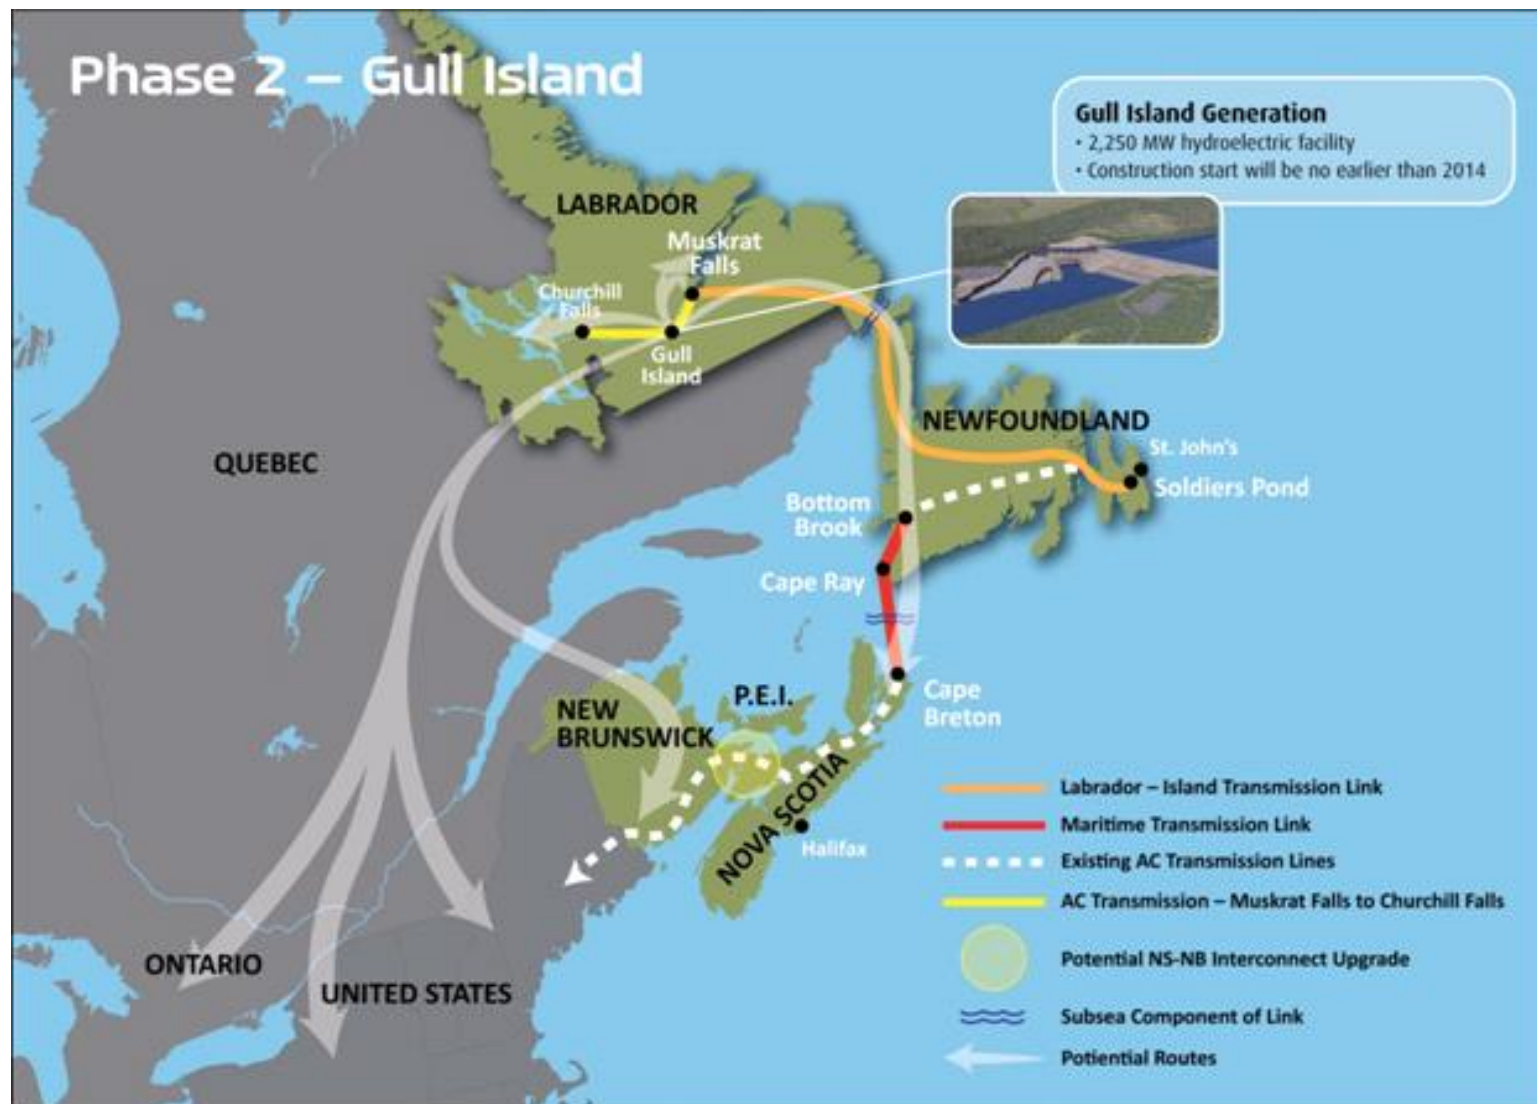 Phase 2 – Gull Island
Gull Island Generation
• 2,250 MW hydroelectric facility
• Construction start will be no earlier than 2014
LABRADOR
Muskrat
Falls
Churchill
Falls
Gull
Island
NEWFOUNDLAND
St. John's
Soldiers Pond
QUEBEC
Bottom
Brook
Cape Ray
Cape
Breton
P.E.I.
NEW
BRUNSWICK
NOVA SCOTIA
Halifax
ONTARIO
UNITED STATES
Labrador – Island Transmission Link
Maritime Transmission Link
Existing AC Transmission Lines
AC Transmission – Muskrat Falls to Churchill Falls
Potential NS-NB Interconnect Upgrade
Subsea Component of Link
Potiential Routes